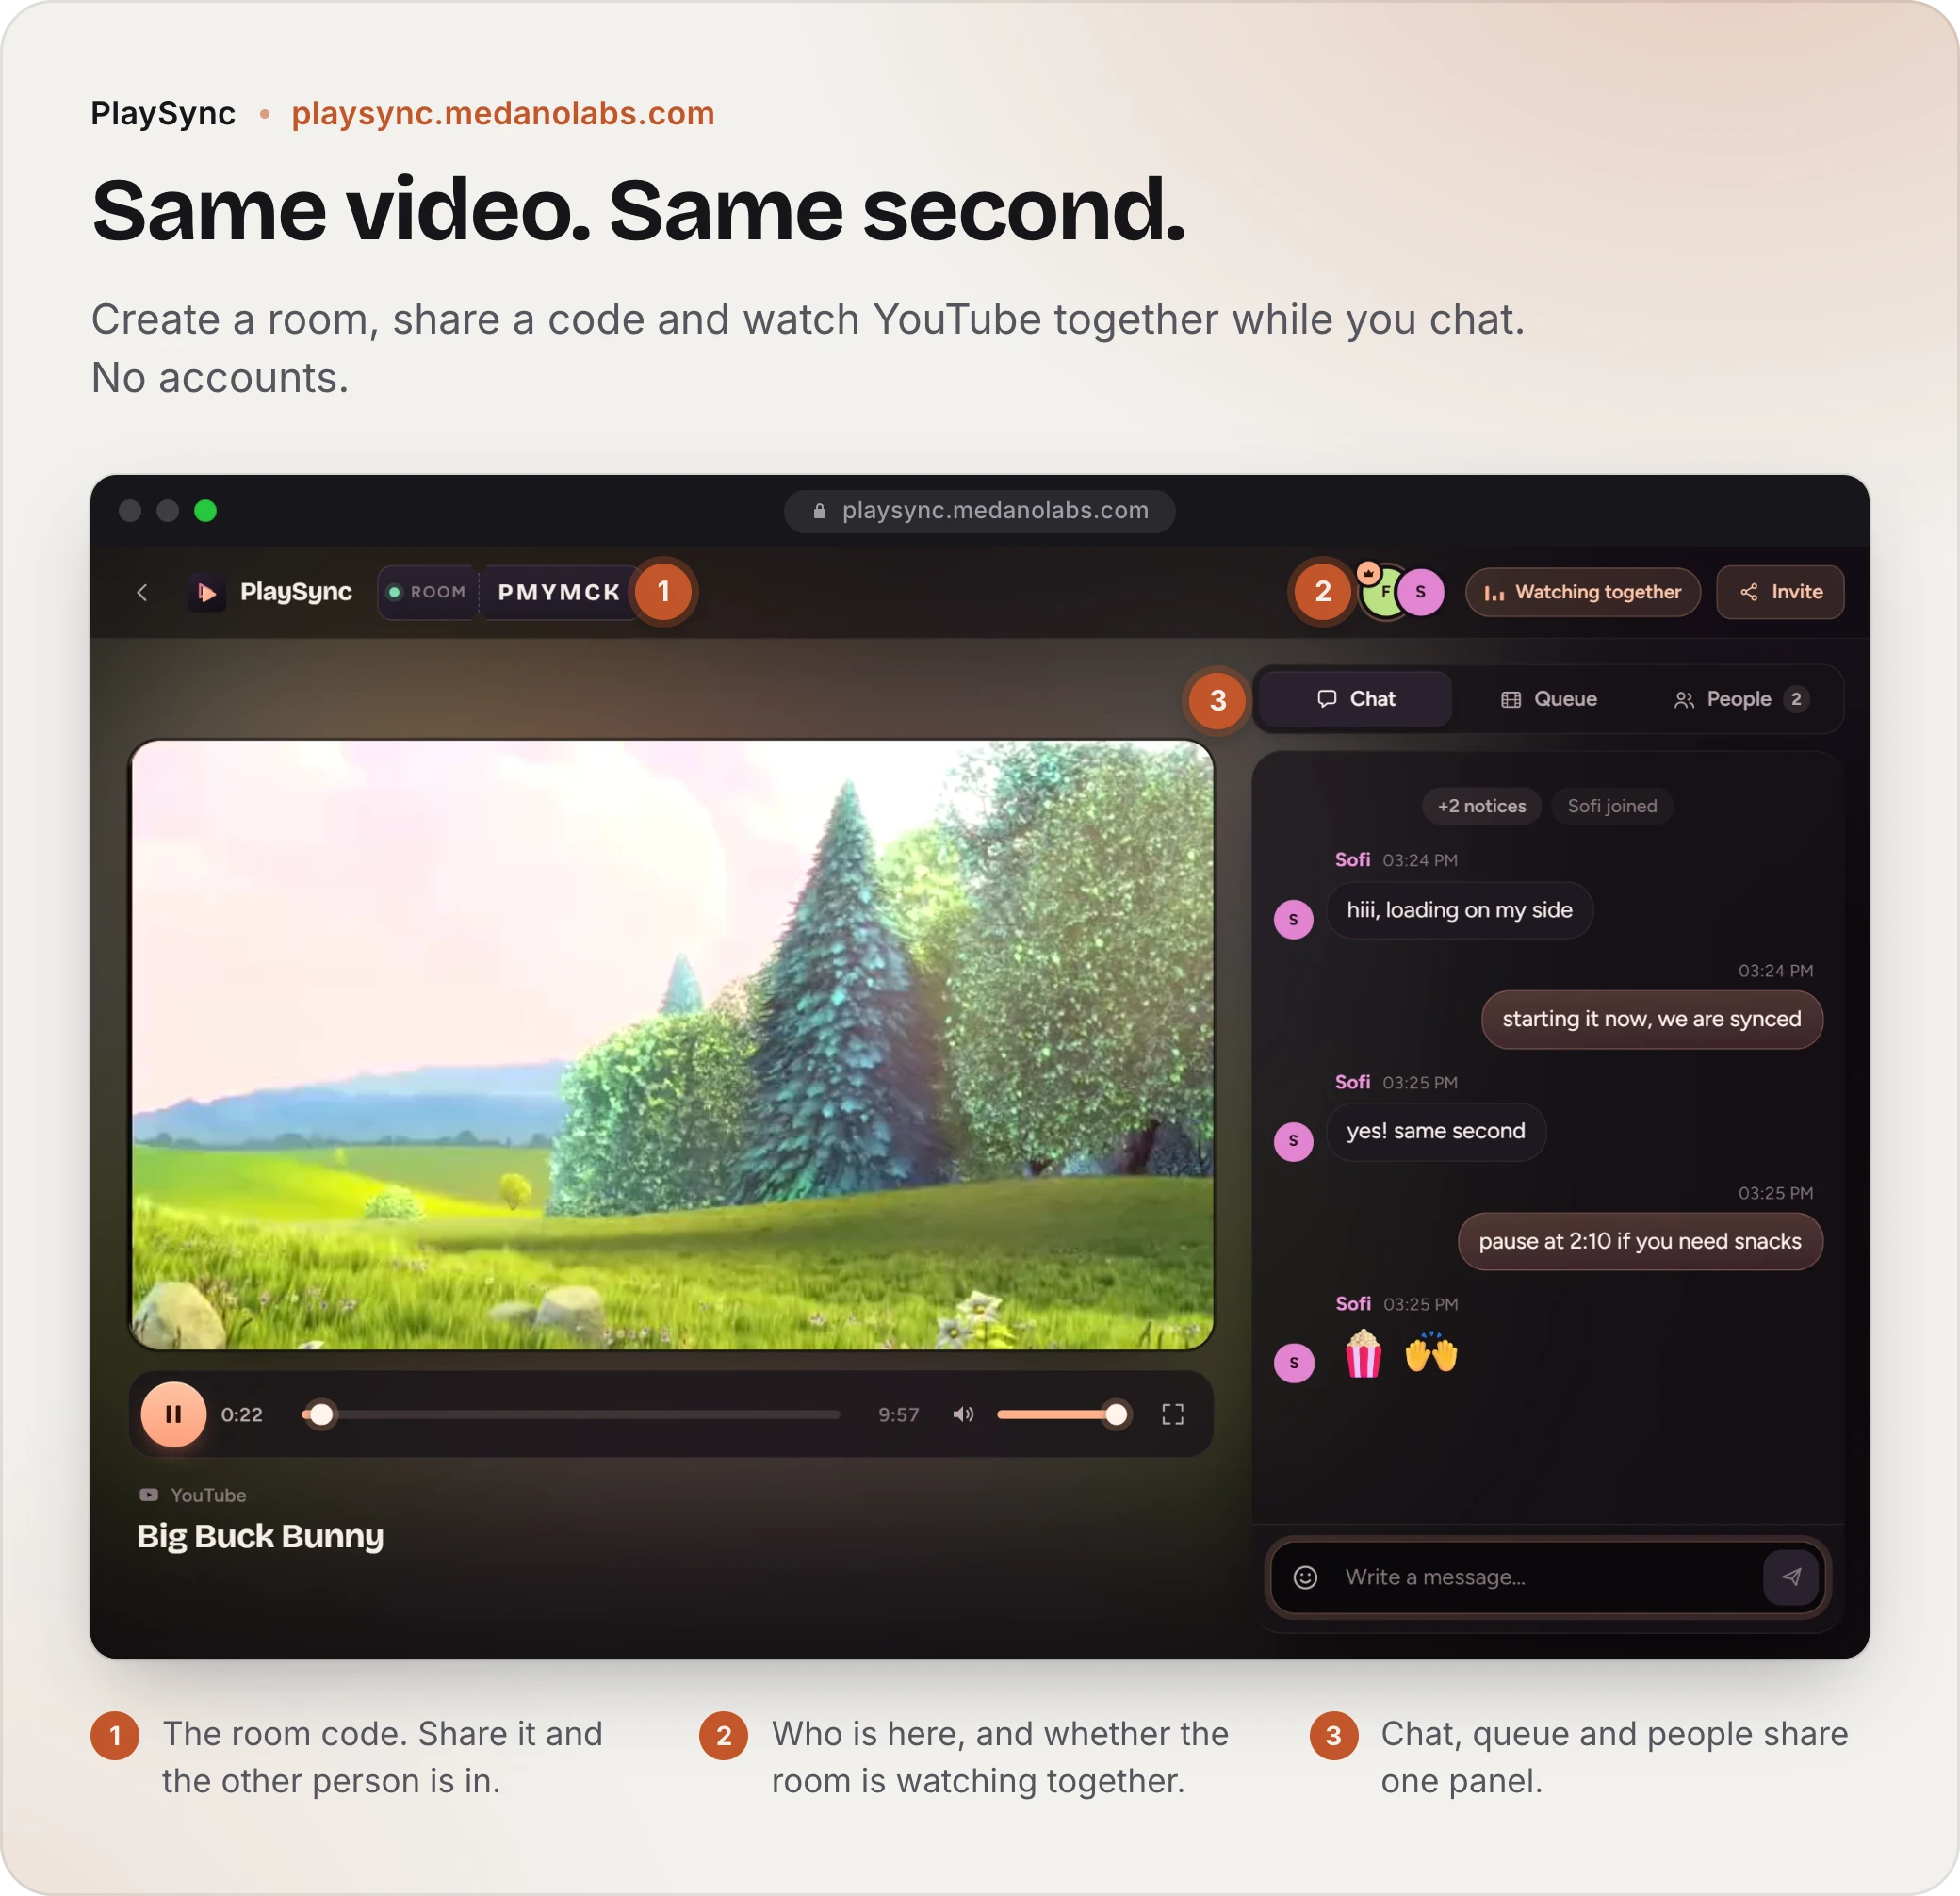 PlaySync • playsync.medanolabs.com
Same video. Same second.
Create a room, share a code and watch YouTube together while you chat.
No accounts.
playsync.medanolabs.com
PlaySync ROOM PMYMCK 1 2 F S Watching together Invite
3 Chat Queue People 2
+2 notices Sofi joined
Sofi 03:24 PM
S hiii, loading on my side
03:24 PM
starting it now, we are synced
Sofi 03:25 PM
S yes! same second
03:25 PM
pause at 2:10 if you need snacks
Sofi 03:25 PM
S 🍿 🙌
0:22 9:57
YouTube
Big Buck Bunny
Write a message...
1 The room code. Share it and
the other person is in.
2 Who is here, and whether the
room is watching together.
3 Chat, queue and people share
one panel.